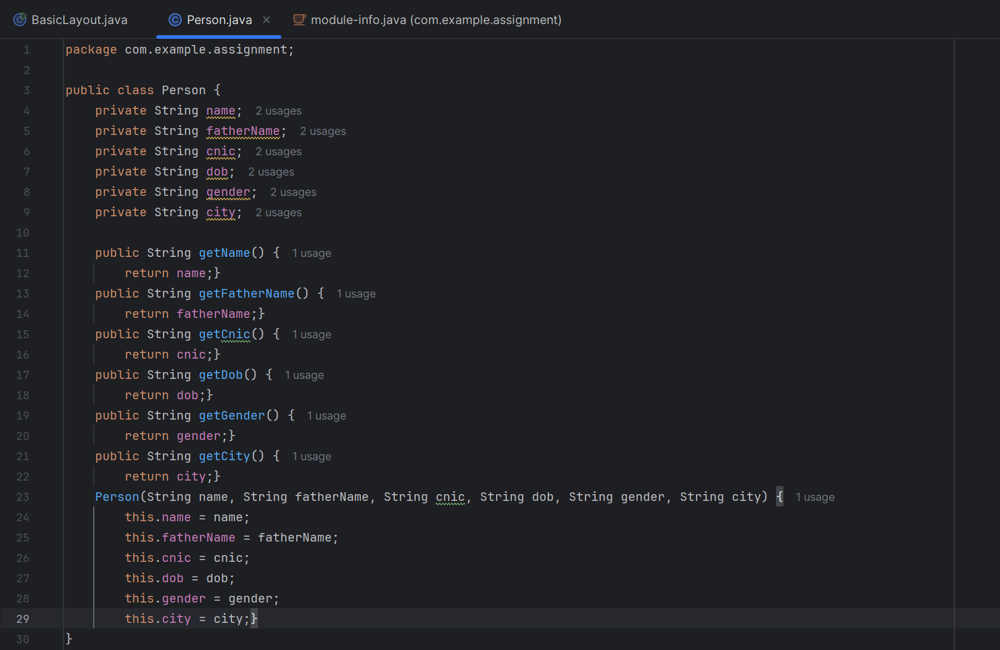 BasicLayout.java Person.java module-info.java (com.example.assignment)
1 package com.example.assignment;
2
3 public class Person {
4 private String name; 2 usages
5 private String fatherName; 2 usages
6 private String cnic; 2 usages
7 private String dob; 2 usages
8 private String gender; 2 usages
9 private String city; 2 usages
10
11 public String getName() { 1 usage
12 return name;}
13 public String getFatherName() { 1 usage
14 return fatherName;}
15 public String getCnic() { 1 usage
16 return cnic;}
17 public String getDob() { 1 usage
18 return dob;}
19 public String getGender() { 1 usage
20 return gender;}
21 public String getCity() { 1 usage
22 return city;}
23 Person(String name, String fatherName, String cnic, String dob, String gender, String city) { 1 usage
24 this.name = name;
25 this.fatherName = fatherName;
26 this.cnic = cnic;
27 this.dob = dob;
28 this.gender = gender;
29 this.city = city;}
30 }